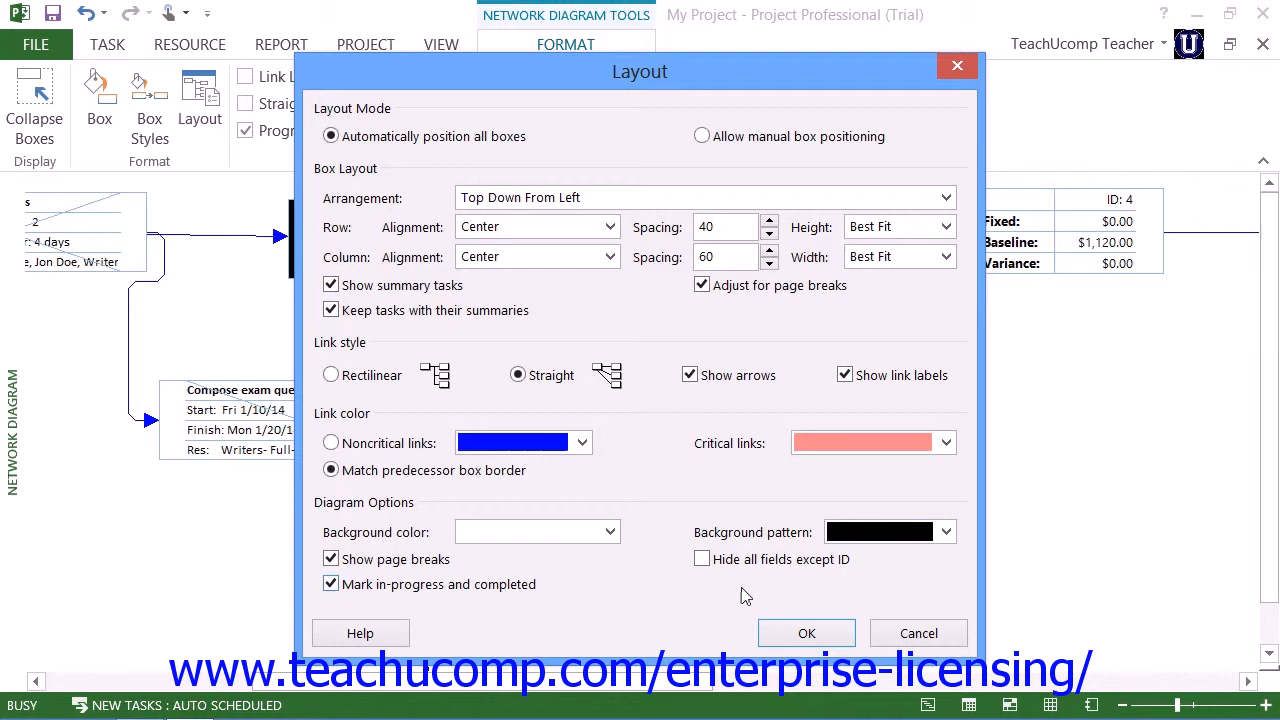 NETWORK DIAGRAM TOOLS
My Project - Project Professional (Trial)
?
FILE
TASK
RESOURCE
REPORT
PROJECT
VIEW
FORMAT
TeachUcomp Teacher
U
Collapse Boxes
Box
Box Styles
Layout
Link L
Straig
Progr
Display
Format
NETWORK DIAGRAM
s
2
: 4 days
e, Jon Doe, Writer
Compose exam que
Start: Fri 1/10/14
Finish: Mon 1/20/1
Res: Writers- Full-
ID: 4
Fixed: $0.00
Baseline: $1,120.00
Variance: $0.00
Layout
Layout Mode
Automatically position all boxes
Allow manual box positioning
Box Layout
Arrangement: Top Down From Left
Row: Alignment: Center Spacing: 40 Height: Best Fit
Column: Alignment: Center Spacing: 60 Width: Best Fit
Show summary tasks
Adjust for page breaks
Keep tasks with their summaries
Link style
Rectilinear
Straight
Show arrows
Show link labels
Link color
Noncritical links:
Critical links:
Match predecessor box border
Diagram Options
Background color:
Background pattern:
Show page breaks
Hide all fields except ID
Mark in-progress and completed
Help
OK
Cancel
www.teachucomp.com/enterprise-licensing/
BUSY
NEW TASKS : AUTO SCHEDULED